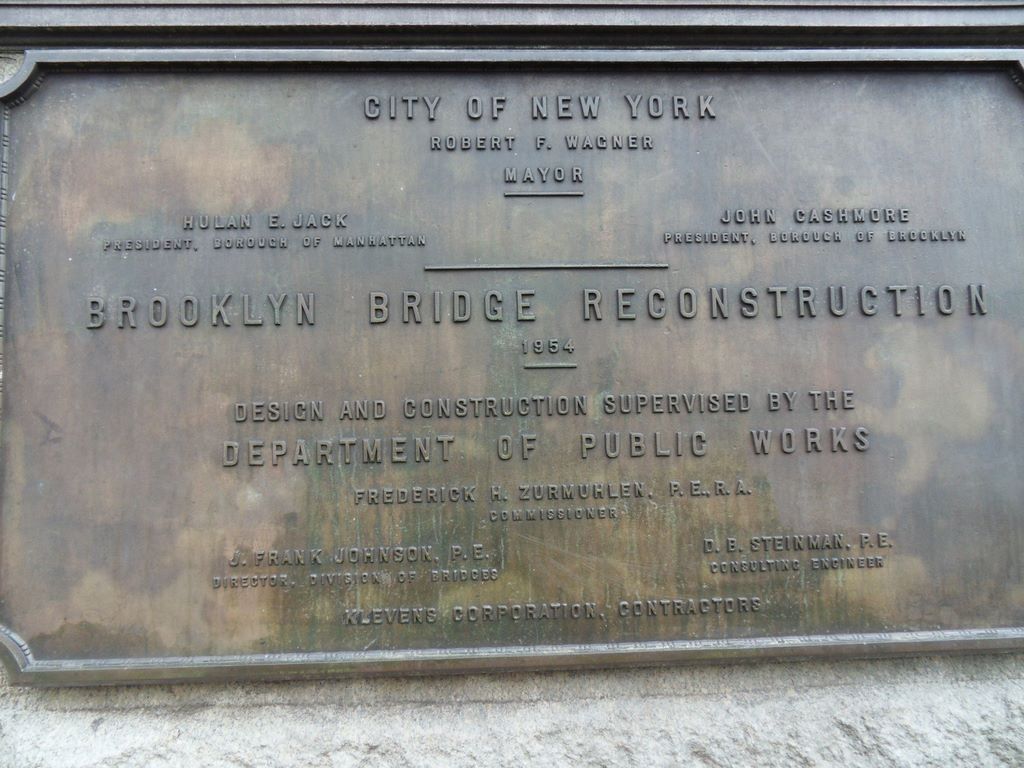 CITY OF NEW YORK
ROBERT F. WAGNER
MAYOR
HULAN E. JACK
PRESIDENT, BOROUGH OF MANHATTAN
JOHN CASHMORE
PRESIDENT, BOROUGH OF BROOKLYN
BROOKLYN BRIDGE RECONSTRUCTION
1954
DESIGN AND CONSTRUCTION SUPERVISED BY THE
DEPARTMENT OF PUBLIC WORKS
FREDERICK H. ZURMUHLEN, P.E., R.A.
COMMISSIONER
J. FRANK JOHNSON, P.E.
DIRECTOR, DIVISION OF BRIDGES
D. B. STEINMAN, P.E.
CONSULTING ENGINEER
KLEVENS CORPORATION, CONTRACTORS